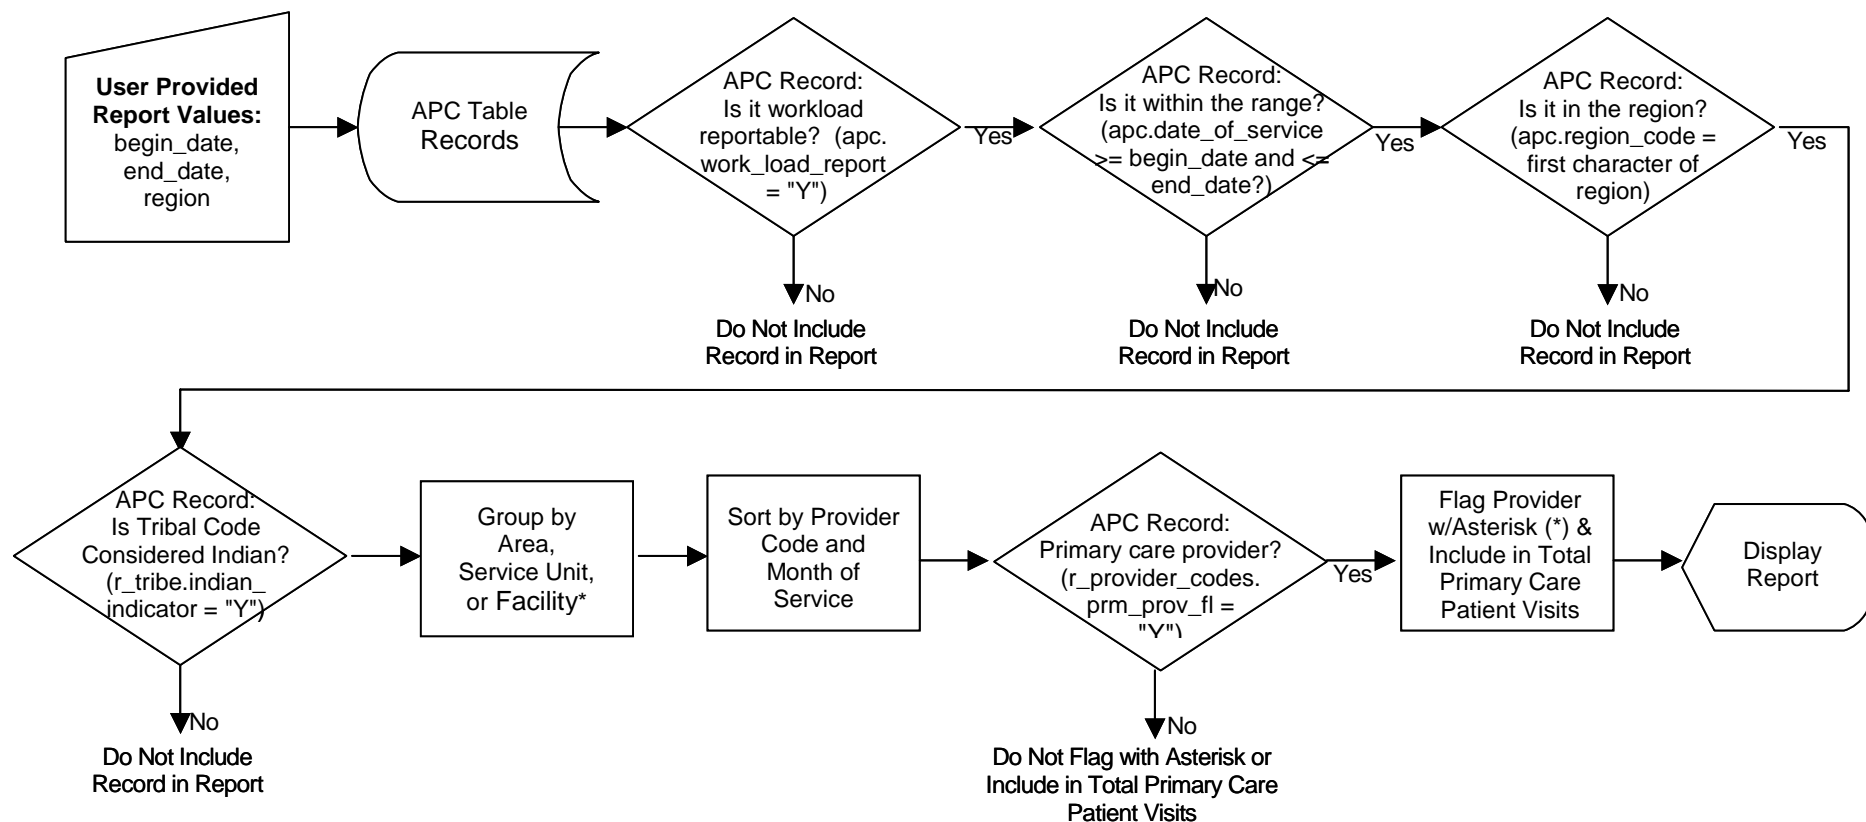 User Provided
Report Values:
begin_date,
end_date,
region
APC Table
Records
APC Record:
Is it workload
reportable?  (apc.
work_load_report
= "Y")
Yes
No
Do Not Include
Record in Report
APC Record:
Is it within the range?
(apc.date_of_service
>= begin_date and <=
end_date?)
Yes
No
Do Not Include
Record in Report
APC Record:
Is it in the region?
(apc.region_code =
first character of
region)
Yes
No
Do Not Include
Record in Report
APC Record:
Is Tribal Code
Considered Indian?
(r_tribe.indian_
indicator = "Y")
No
Do Not Include
Record in Report
Group by
Area,
Service Unit,
or Facility*
Sort by Provider
Code and
Month of
Service
APC Record:
Primary care provider?
(r_provider_codes.
prm_prov_fl =
"Y")
Yes
No
Do Not Flag with Asterisk or
Include in Total Primary Care
Patient Visits
Flag Provider
w/Asterisk (*) &
Include in Total
Primary Care
Patient Visits
Display
Report